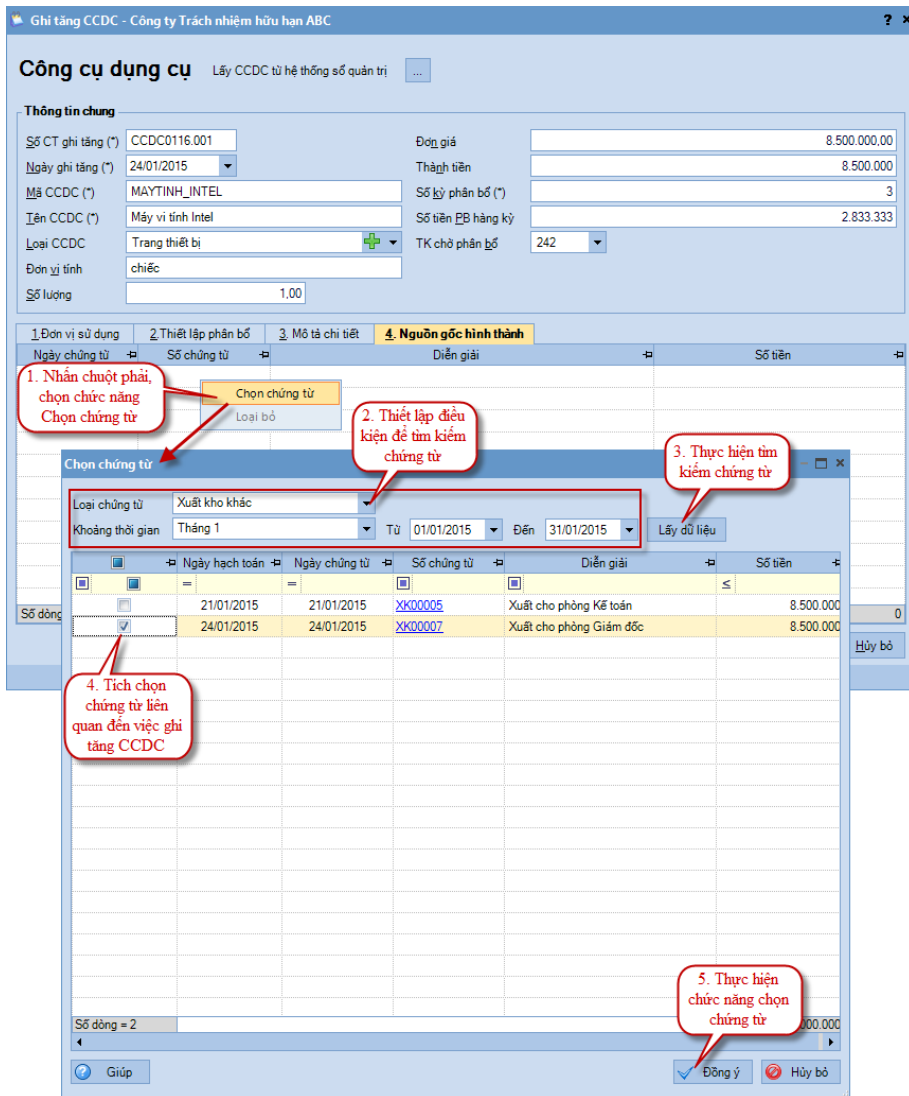 Ghi tăng CCDC - Công ty Trách nhiệm hữu hạn ABC
Công cụ dụng cụ Lấy CCDC từ hệ thống sổ quản trị ...
Thông tin chung
Số CT ghi tăng (*) CCDC0116.001 Đơn giá 8.500.000,00
Ngày ghi tăng (*) 24/01/2015 Thành tiền 8.500.000
Mã CCDC (*) MAYTINH_INTEL Số kỳ phân bổ (*) 3
Tên CCDC (*) Máy vi tính Intel Số tiền PB hàng kỳ 2.833.333
Loại CCDC Trang thiết bị TK chờ phân bổ 242
Đơn vị tính chiếc
Số lượng 1,00
1.Đơn vị sử dụng 2.Thiết lập phân bổ 3. Mô tả chi tiết 4. Nguồn gốc hình thành
Ngày chứng từ Số chứng từ Diễn giải Số tiền
1. Nhấn chuột phải,
chọn chức năng
Chọn chứng từ
Chọn chứng từ
Loại bỏ
2. Thiết lập điều
kiện để tìm kiếm
chứng từ
3. Thực hiện tìm
kiếm chứng từ
Chọn chứng từ
Loại chứng từ Xuất kho khác
Khoảng thời gian Tháng 1 Từ 01/01/2015 Đến 31/01/2015 Lấy dữ liệu
Ngày hạch toán Ngày chứng từ Số chứng từ Diễn giải Số tiền
= = ≤
21/01/2015 21/01/2015 XK00005 Xuất cho phòng Kế toán 8.500.000
Số dòng 0
24/01/2015 24/01/2015 XK00007 Xuất cho phòng Giám đốc 8.500.000
Hủy bỏ
4. Tích chọn
chứng từ liên
quan đến việc ghi
tăng CCDC
5. Thực hiện
chức năng chọn
chứng từ
Số dòng = 2 000.000
Giúp Đồng ý Hủy bỏ